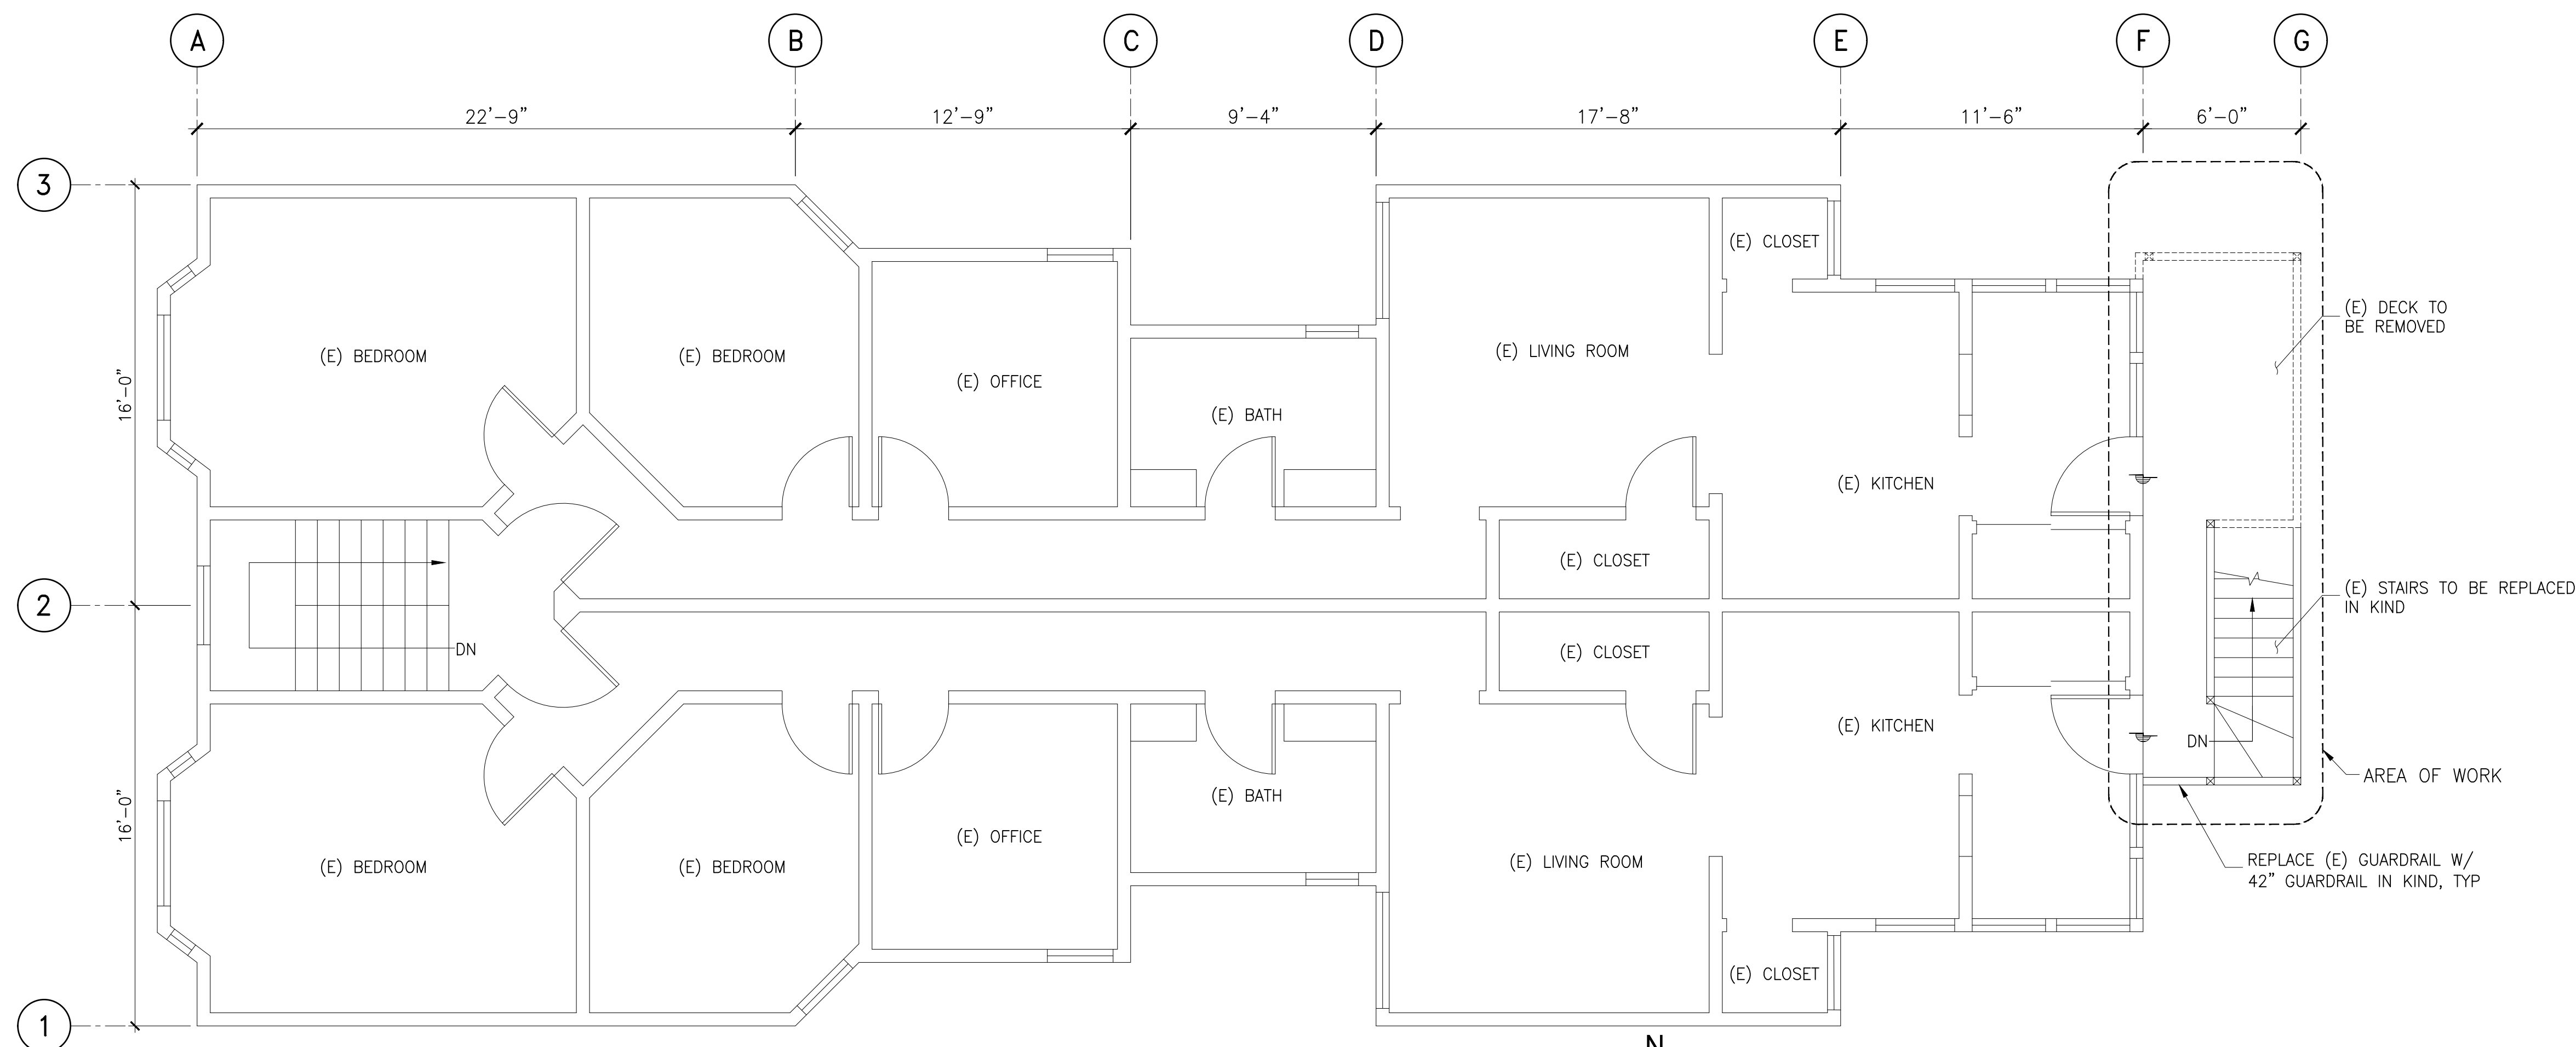 A B C D E F G
22'-9" 12'-9" 9'-4" 17'-8" 11'-6" 6'-0"
3
(E) CLOSET
(E) DECK TO
BE REMOVED
(E) BEDROOM (E) BEDROOM (E) LIVING ROOM
16'-0"
(E) OFFICE
(E) BATH
(E) KITCHEN
(E) CLOSET
(E) STAIRS TO BE REPLACED
IN KIND
2
DN
(E) CLOSET
(E) KITCHEN
DN
AREA OF WORK
(E) BATH
16'-0"
(E) OFFICE
(E) BEDROOM (E) BEDROOM (E) LIVING ROOM
REPLACE (E) GUARDRAIL W/
42" GUARDRAIL IN KIND, TYP
(E) CLOSET
1
N